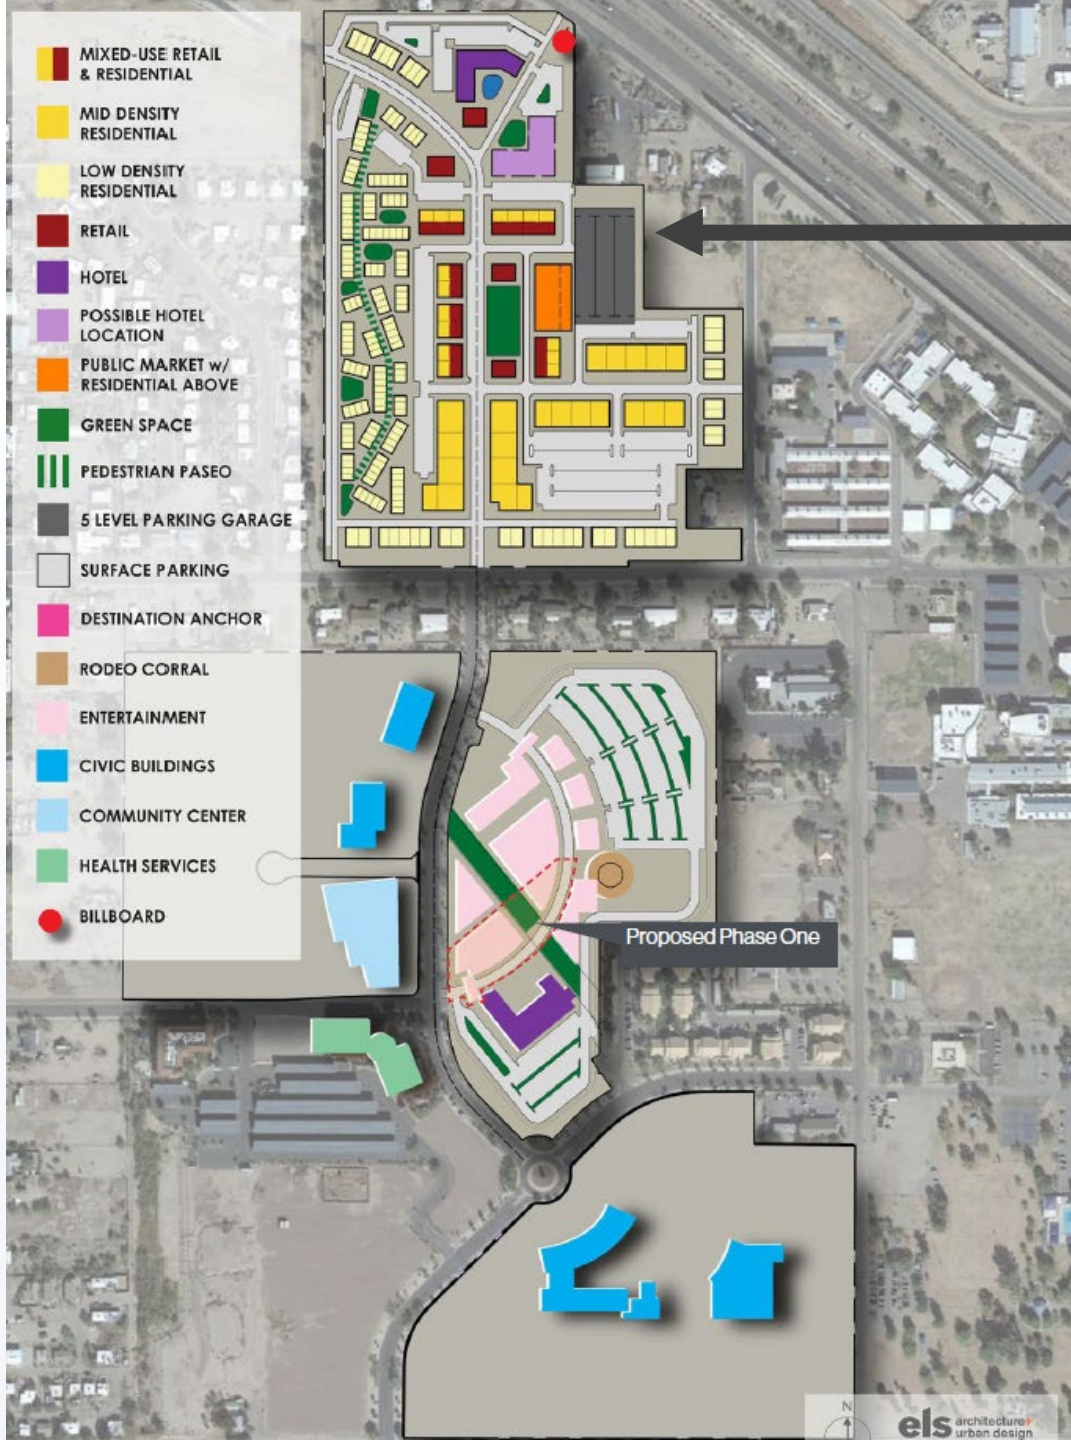 MIXED-USE RETAIL
& RESIDENTIAL
MID DENSITY
RESIDENTIAL
LOW DENSITY
RESIDENTIAL
RETAIL
HOTEL
POSSIBLE HOTEL
LOCATION
PUBLIC MARKET w/
RESIDENTIAL ABOVE
GREEN SPACE
PEDESTRIAN PASEO
5 LEVEL PARKING GARAGE
SURFACE PARKING
DESTINATION ANCHOR
RODEO CORRAL
ENTERTAINMENT
CIVIC BUILDINGS
COMMUNITY CENTER
HEALTH SERVICES
BILLBOARD
Proposed Phase One
N
els architecture+
urban design